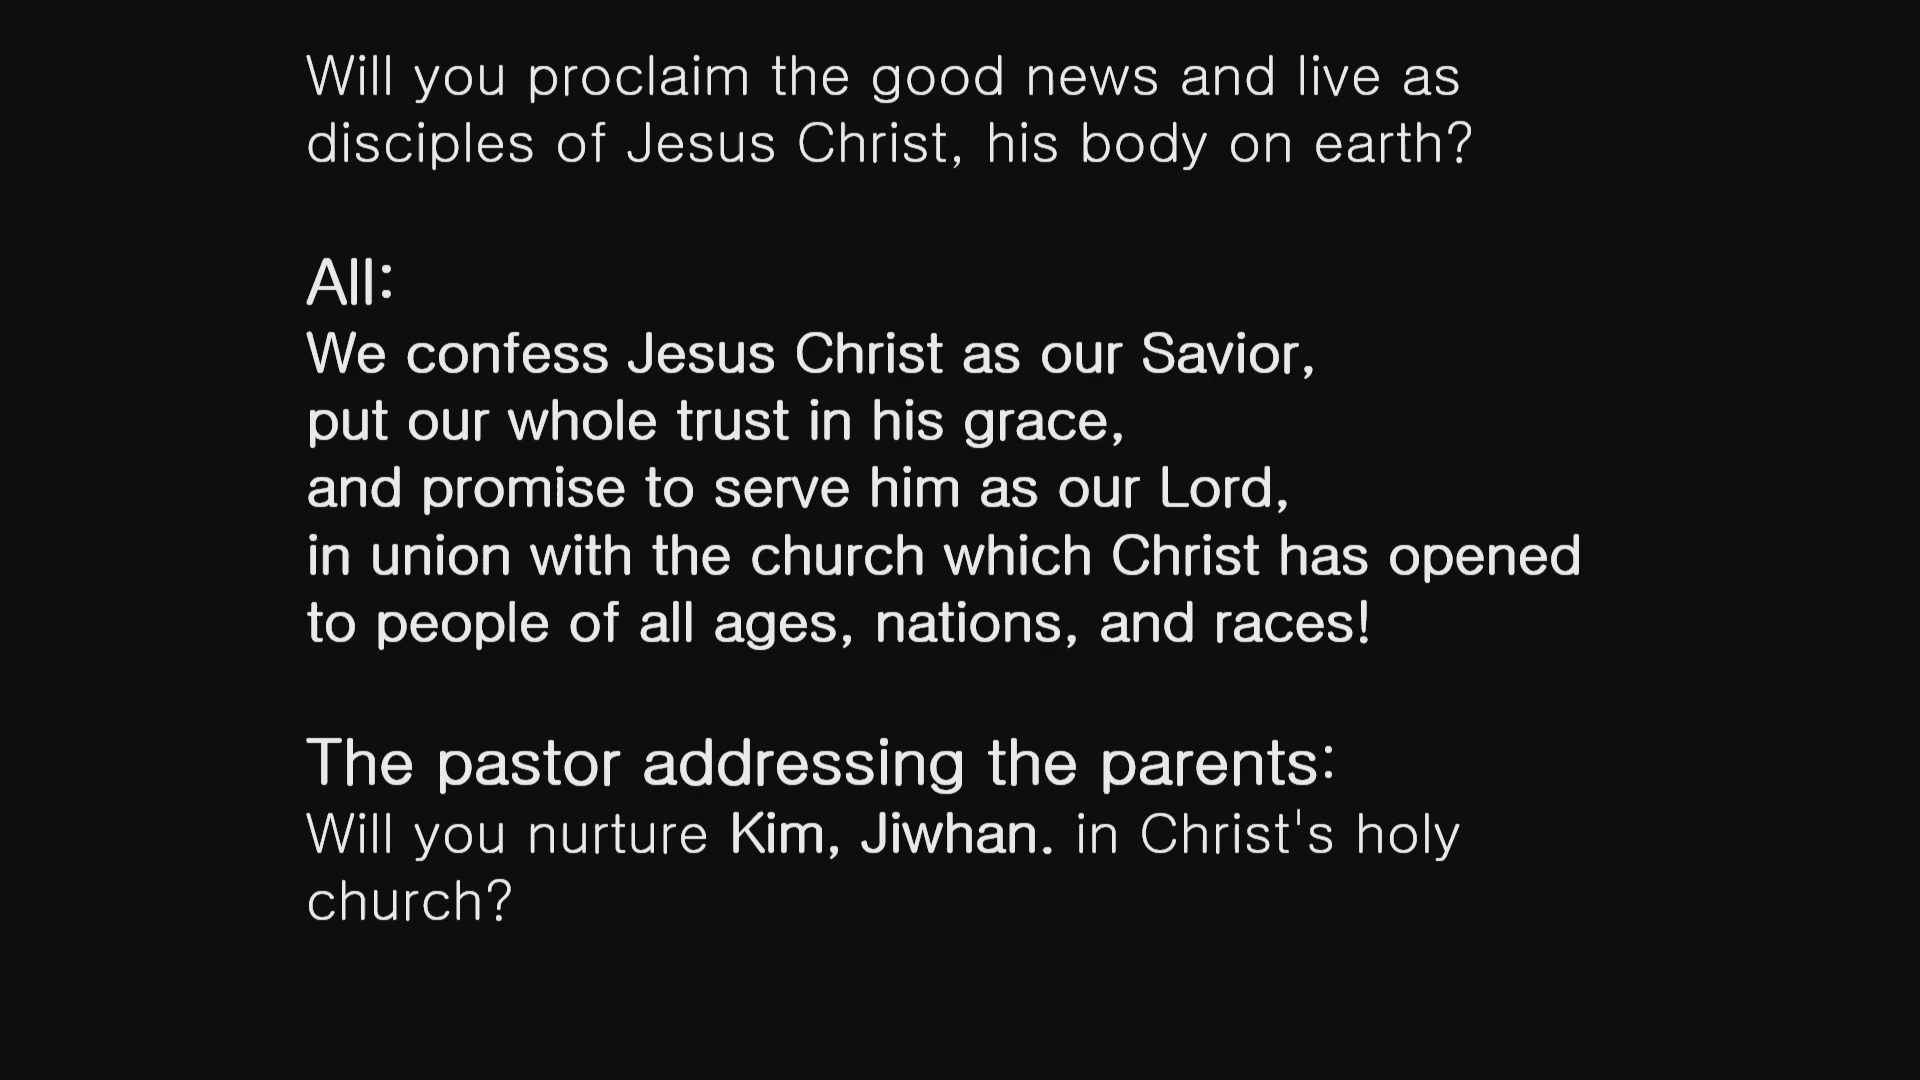 Will you proclaim the good news and live as
disciples of Jesus Christ, his body on earth?
All:
We confess Jesus Christ as our Savior,
put our whole trust in his grace,
and promise to serve him as our Lord,
in union with the church which Christ has opened
to people of all ages, nations, and races!
The pastor addressing the parents:
Will you nurture Kim, Jiwhan. in Christ's holy
church?